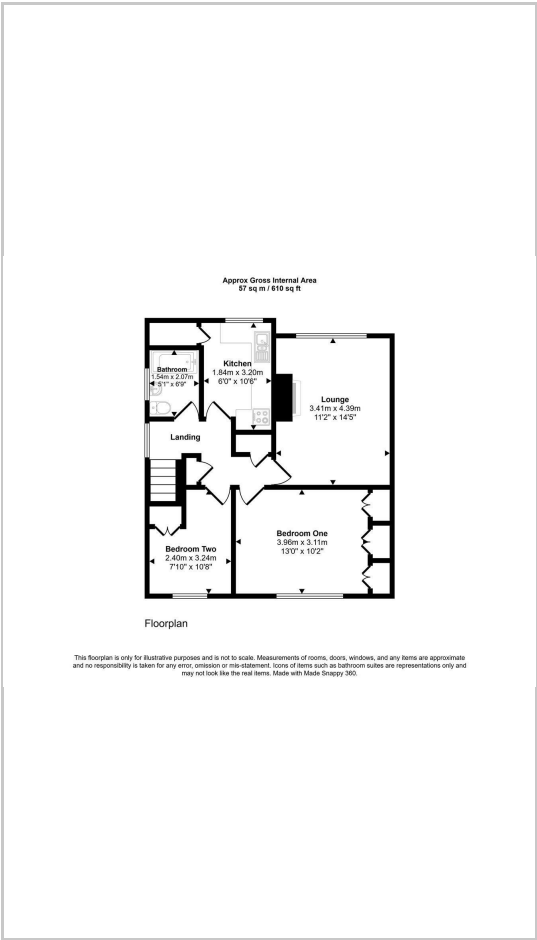 Approx Gross Internal Area
57 sq m / 610 sq ft
Kitchen
1.84m x 3.20m
6'0" x 10'6"
Bathroom
1.54m x 2.07m
5'1" x 6'9"
Lounge
3.41m x 4.39m
11'2" x 14'5"
Landing
Bedroom One
3.96m x 3.11m
13'0" x 10'2"
Bedroom Two
2.40m x 3.24m
7'10" x 10'8"
Floorplan
This floorplan is only for illustrative purposes and is not to scale. Measurements of rooms, doors, windows, and any items are approximate
and no responsibility is taken for any error, omission or mis-statement. Icons of items such as bathroom suites are representations only and
may not look like the real items. Made with Made Snappy 360.